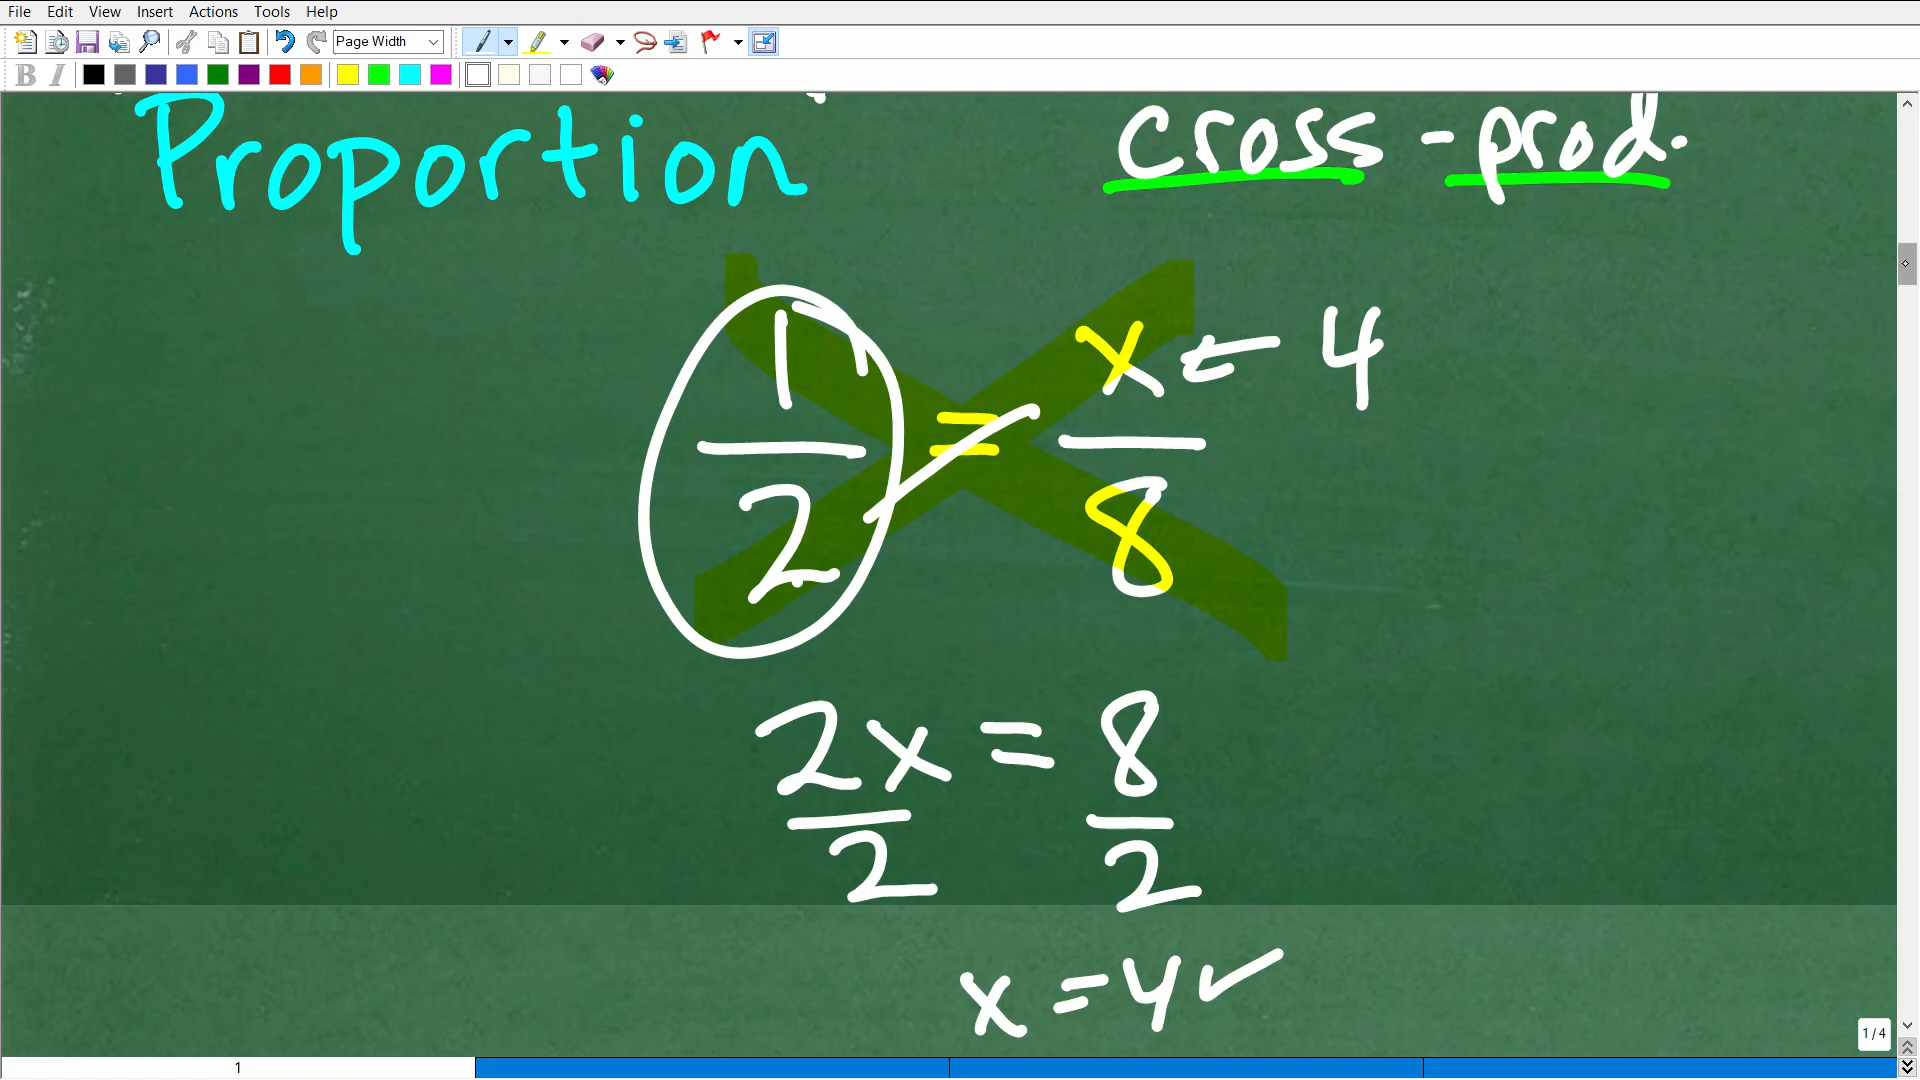 File Edit View Insert Actions Tools Help
Page Width
B I
Proportion
cross-prod.
1/2 = x/8 ← 4
2x = 8
2 2
x = 4 ✓
1 / 4
1